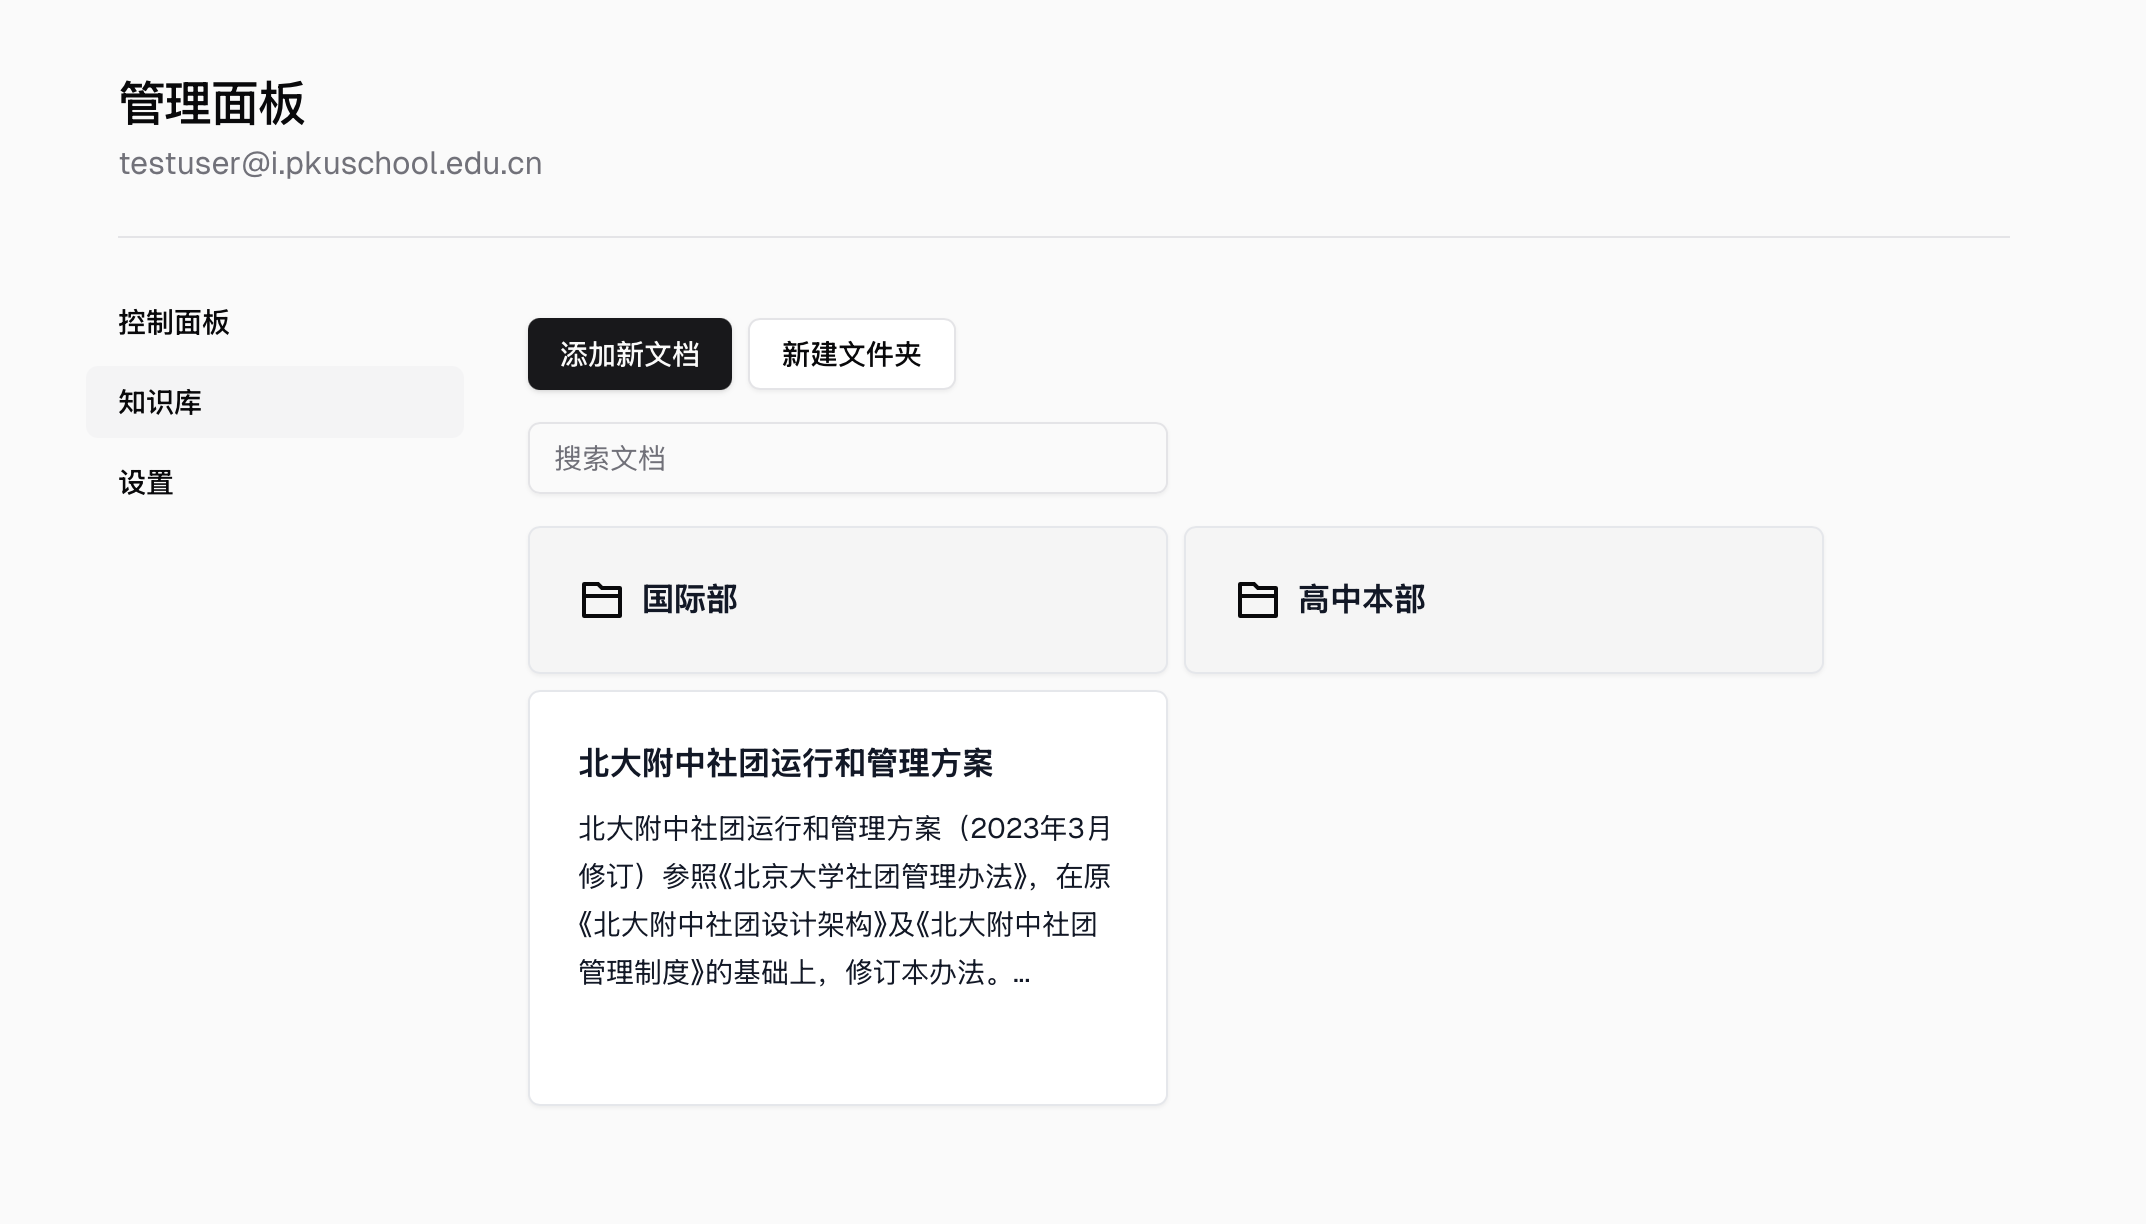 管理面板
testuser@i.pkuschool.edu.cn
控制面板
知识库
设置
添加新文档
新建文件夹
搜索文档
国际部
高中本部
北大附中社团运行和管理方案
北大附中社团运行和管理方案（2023年3月
修订）参照《北京大学社团管理办法》，在原
《北大附中社团设计架构》及《北大附中社团
管理制度》的基础上，修订本办法。...